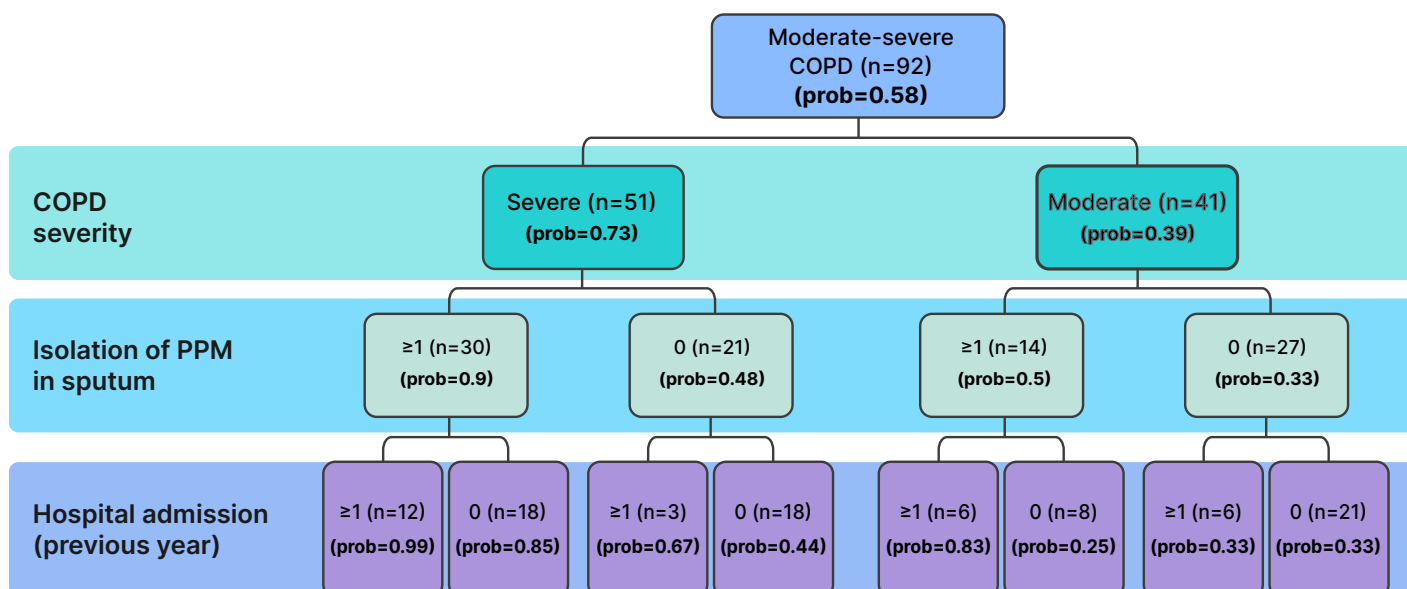 Moderate-severe
COPD (n=92)
(prob=0.58)
COPD
severity
Severe (n=51)
(prob=0.73)
Moderate (n=41)
(prob=0.39)
Isolation of PPM
in sputum
≥1 (n=30)
(prob=0.9)
0 (n=21)
(prob=0.48)
≥1 (n=14)
(prob=0.5)
0 (n=27)
(prob=0.33)
Hospital admission
(previous year)
≥1 (n=12)
(prob=0.99)
0 (n=18)
(prob=0.85)
≥1 (n=3)
(prob=0.67)
0 (n=18)
(prob=0.44)
≥1 (n=6)
(prob=0.83)
0 (n=8)
(prob=0.25)
≥1 (n=6)
(prob=0.33)
0 (n=21)
(prob=0.33)